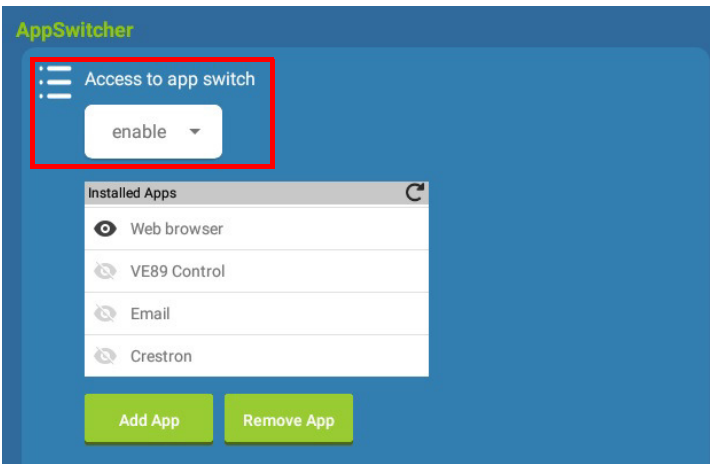 AppSwitcher
Access to app switch
enable
Installed Apps
Web browser
VE89 Control
Email
Crestron
Add App Remove App